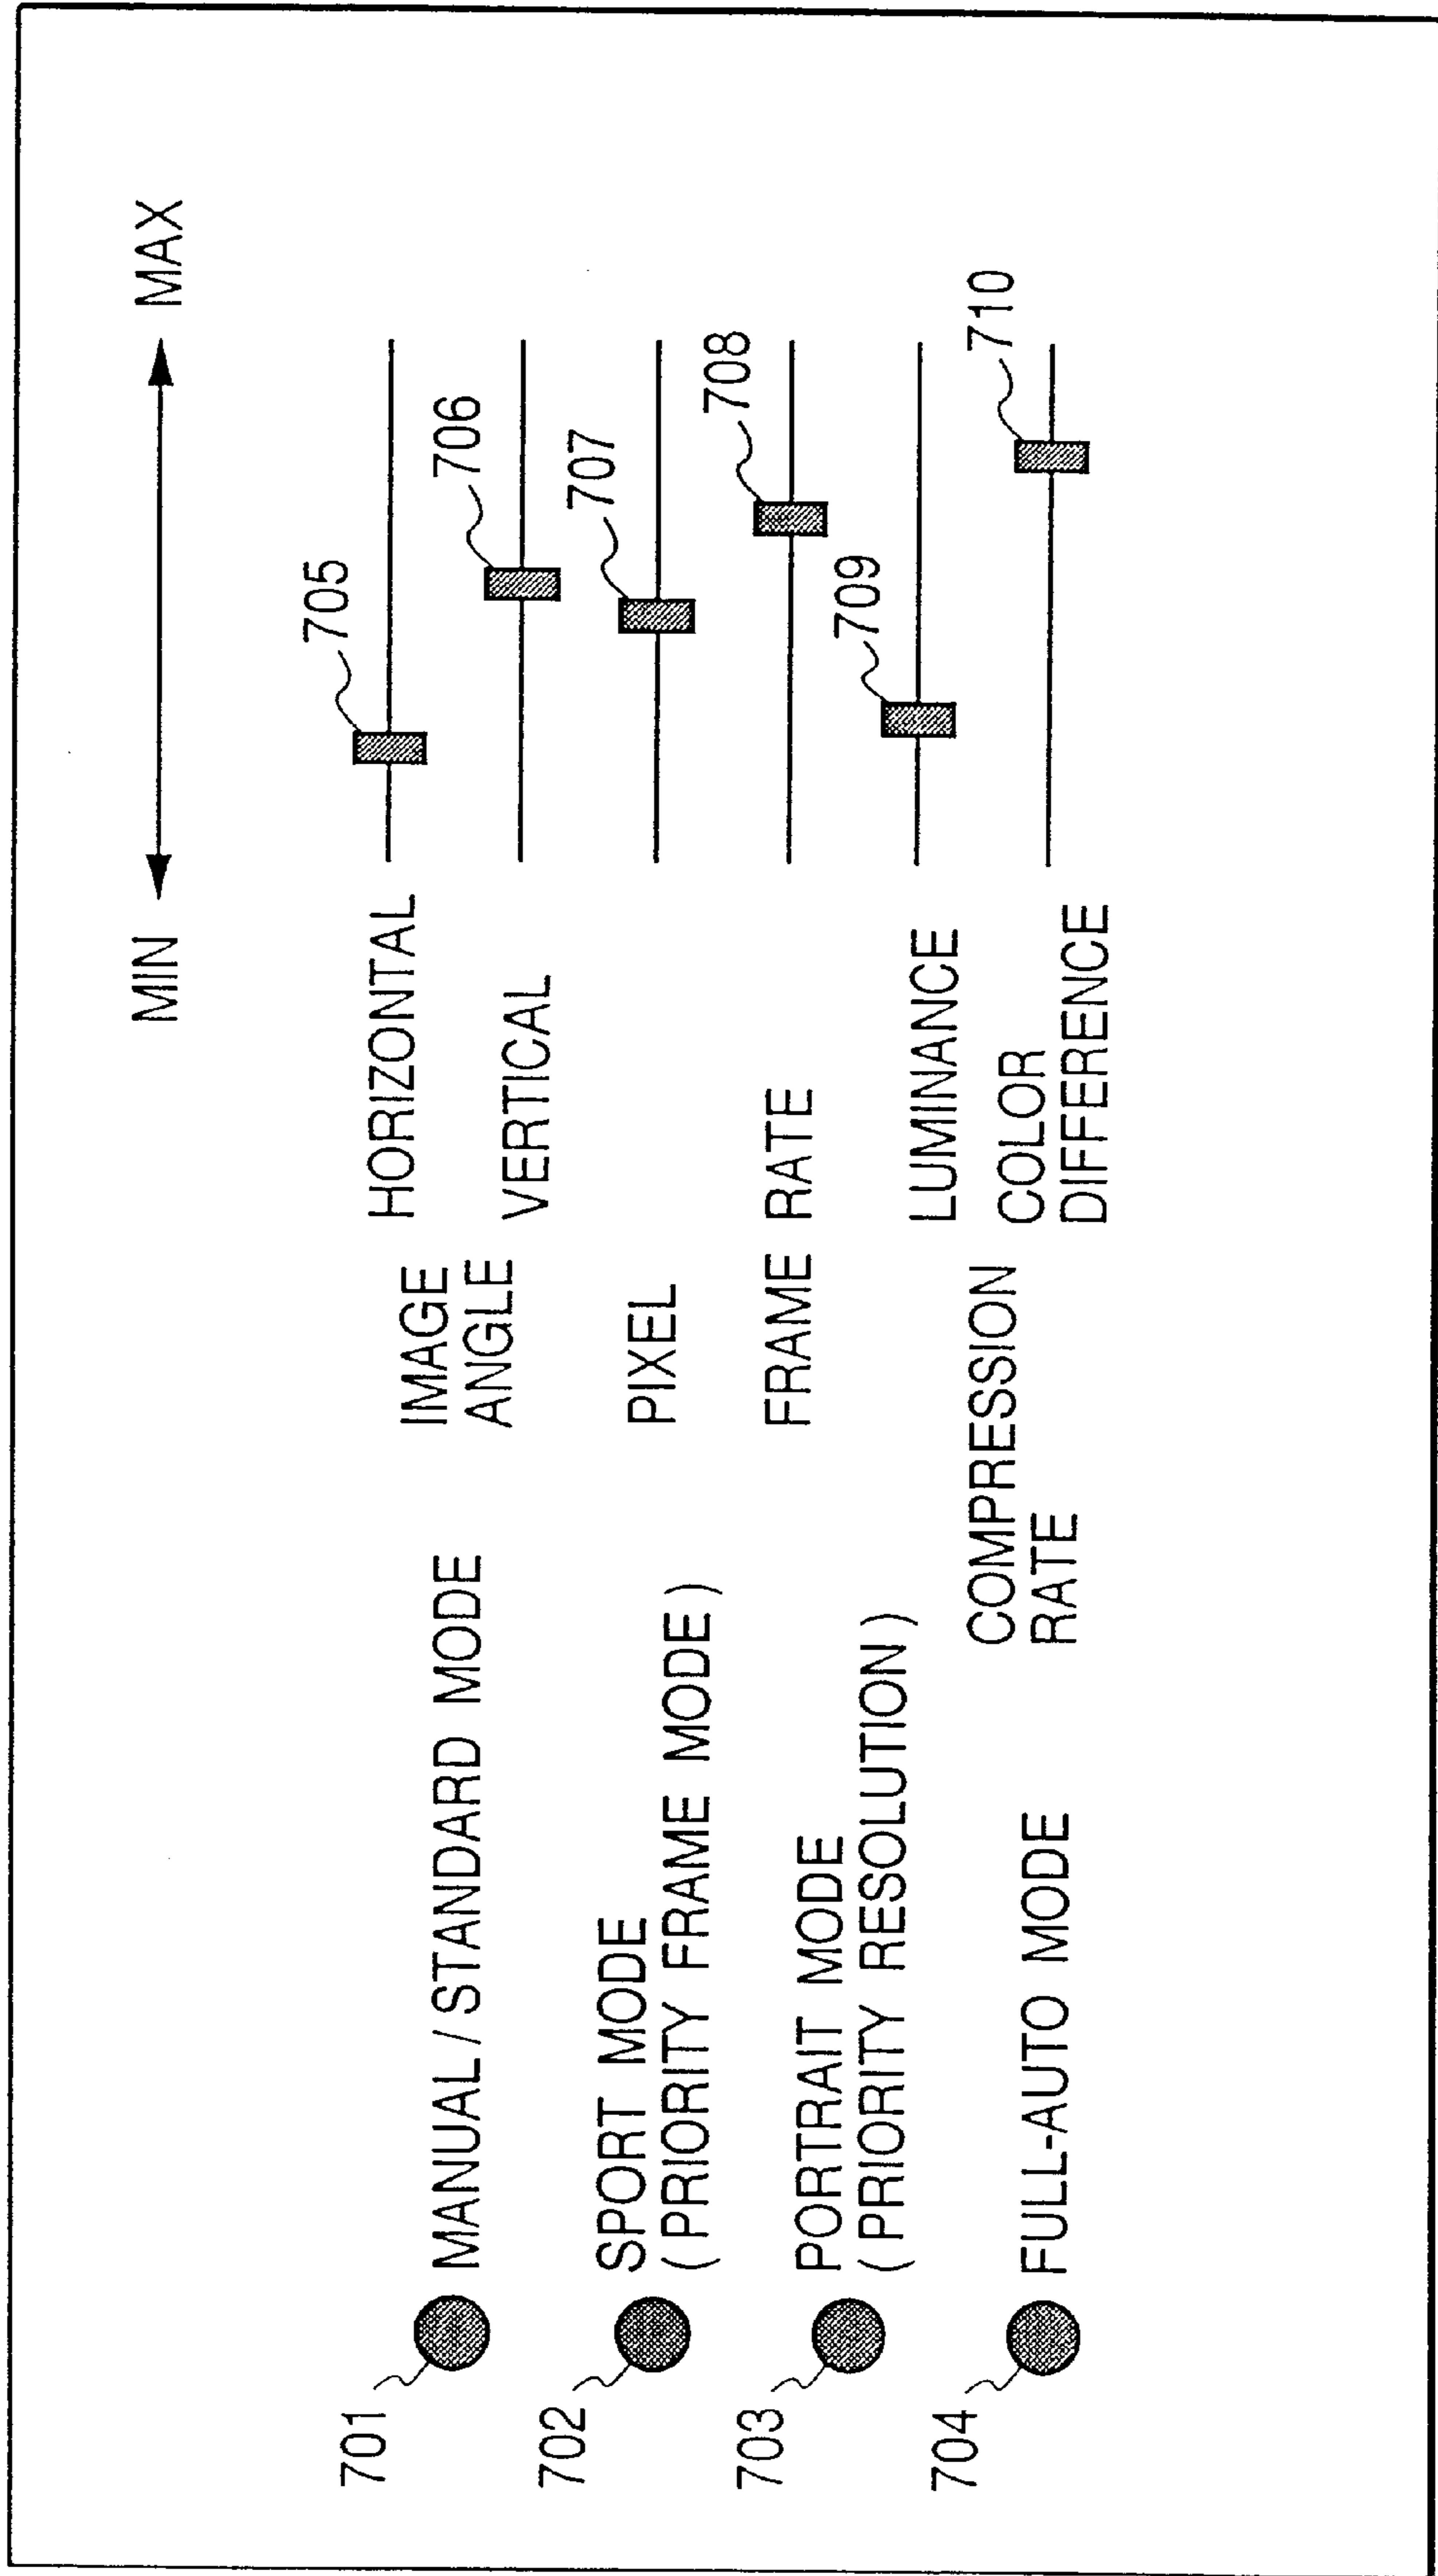 MIN
MAX
701
MANUAL / STANDARD MODE
702
SPORT MODE
( PRIORITY FRAME MODE )
703
PORTRAIT MODE
( PRIORITY RESOLUTION )
704
FULL-AUTO MODE
IMAGE
ANGLE
HORIZONTAL
705
VERTICAL
706
PIXEL
707
FRAME RATE
708
COMPRESSION
RATE
LUMINANCE
709
COLOR
DIFFERENCE
710